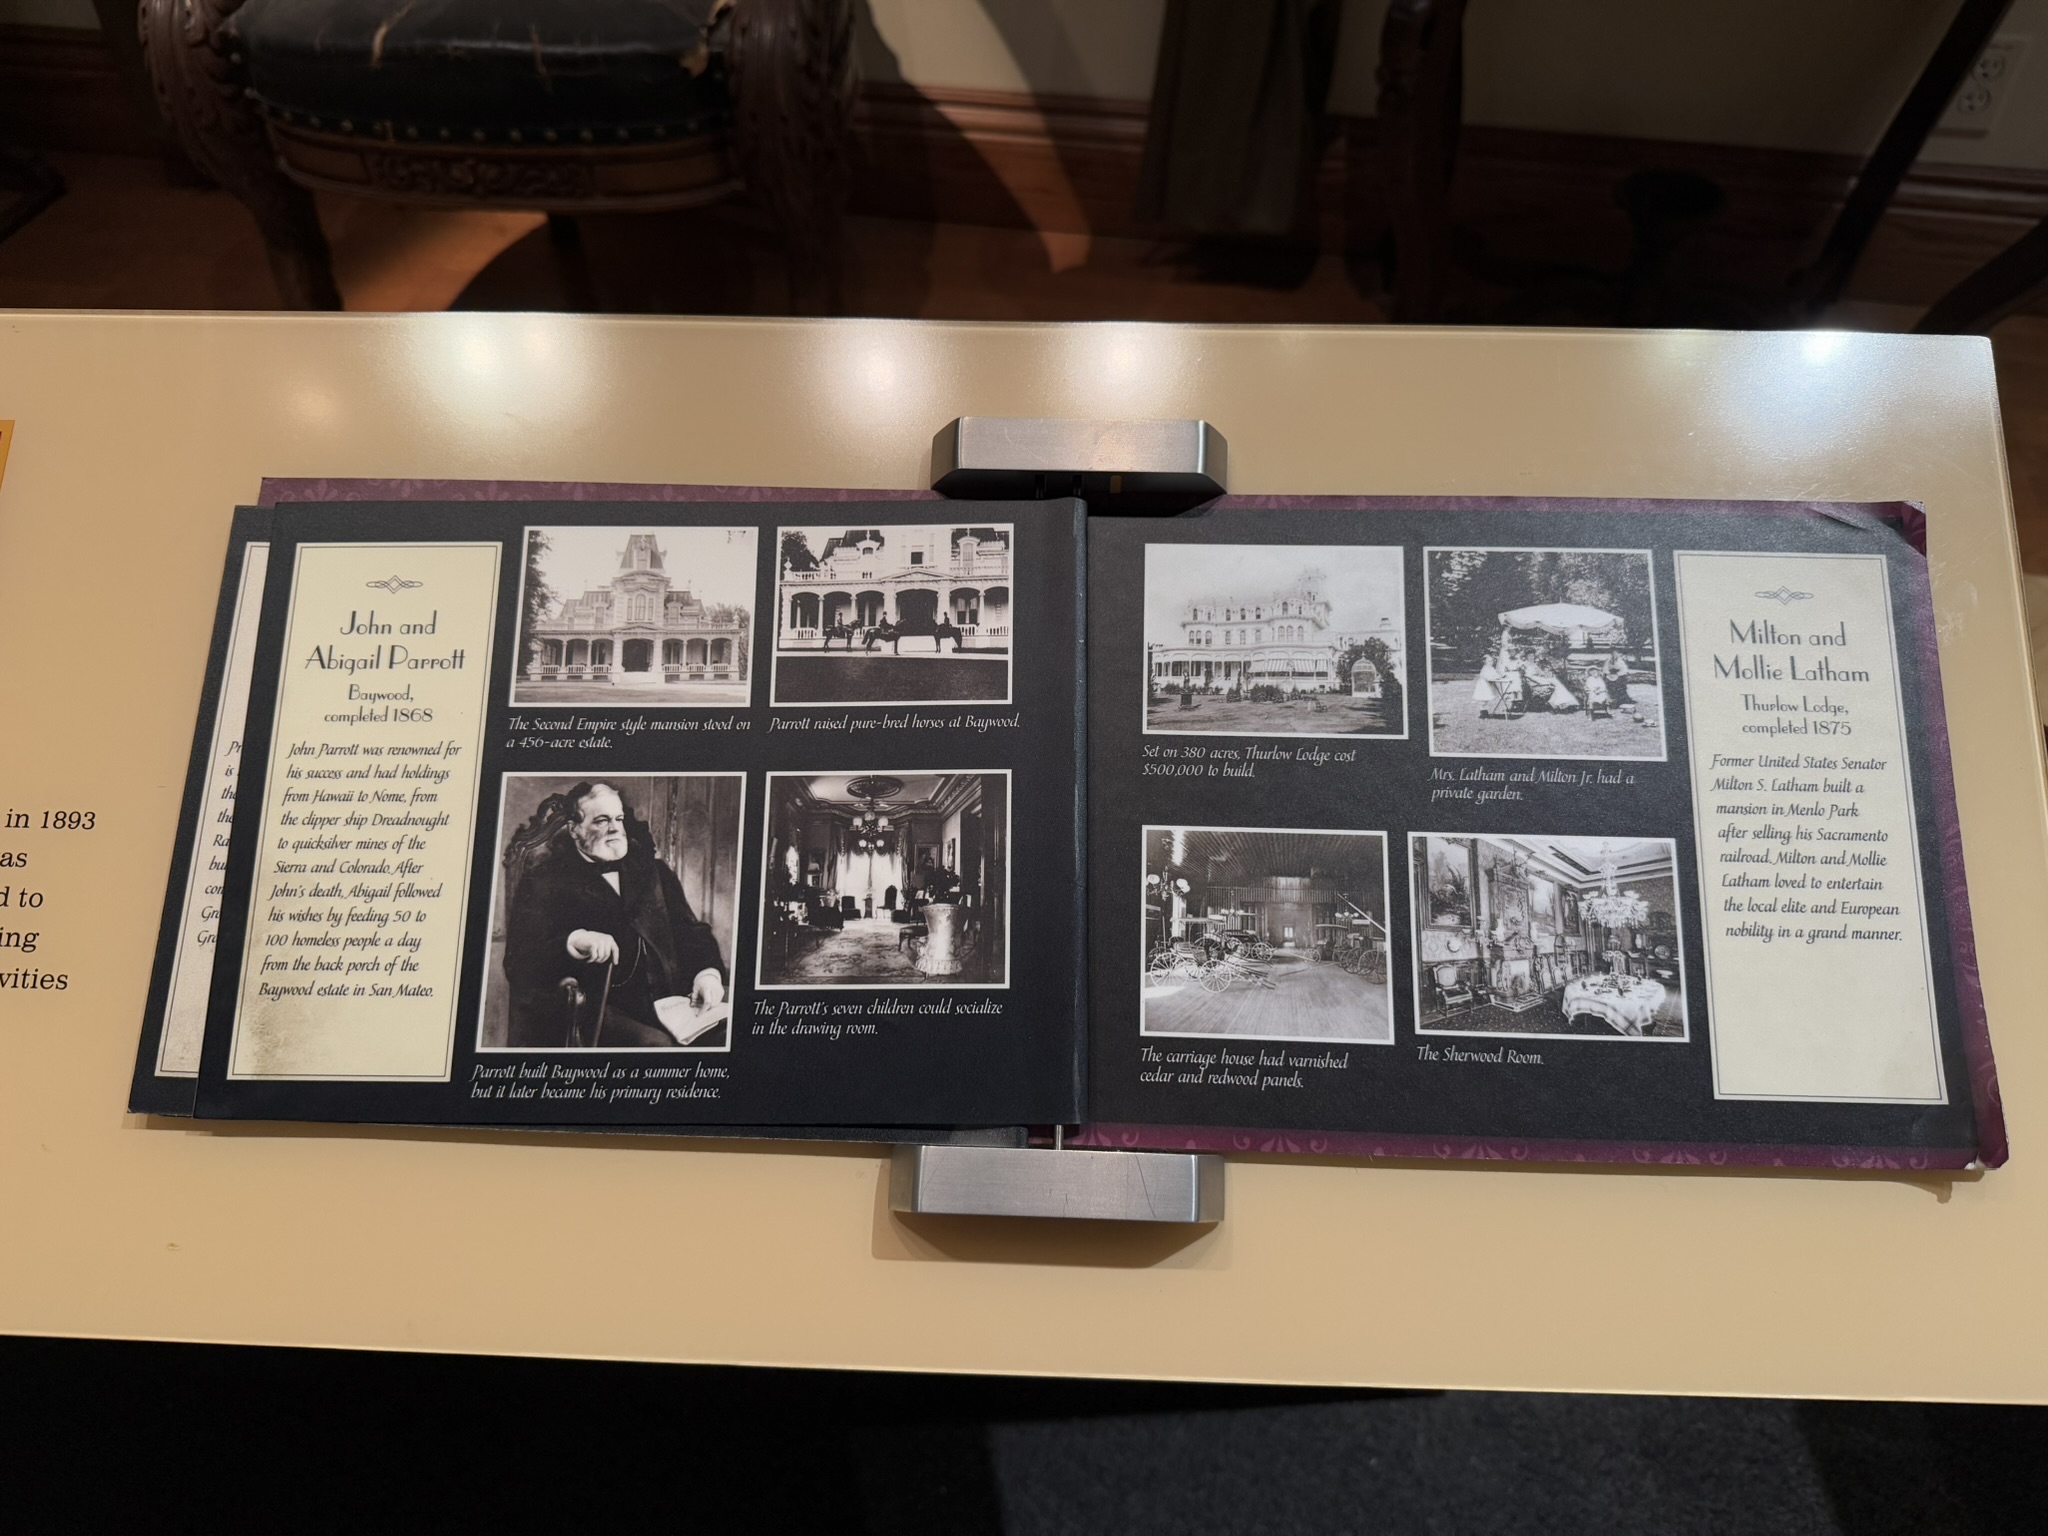 in 1893
as
d to
ing
vities
Pr
is
the
the
Ra
bu
con
Gra
Gra
John and
Abigail Parrott
Baywood,
completed 1868
John Parrott was renowned for
his success and had holdings
from Hawaii to Nome, from
the clipper ship Dreadnought
to quicksilver mines of the
Sierra and Colorado. After
John's death, Abigail followed
his wishes by feeding 50 to
100 homeless people a day
from the back porch of the
Baywood estate in San Mateo.
The Second Empire style mansion stood on
a 456-acre estate.
Parrott raised pure-bred horses at Baywood.
Parrott built Baywood as a summer home,
but it later became his primary residence.
The Parrott's seven children could socialize
in the drawing room.
Set on 380 acres, Thurlow Lodge cost
$500,000 to build.
Mrs. Latham and Milton Jr. had a
private garden.
The carriage house had varnished
cedar and redwood panels.
The Sherwood Room.
Milton and
Mollie Latham
Thurlow Lodge,
completed 1875
Former United States Senator
Milton S. Latham built a
mansion in Menlo Park
after selling his Sacramento
railroad. Milton and Mollie
Latham loved to entertain
the local elite and European
nobility in a grand manner.